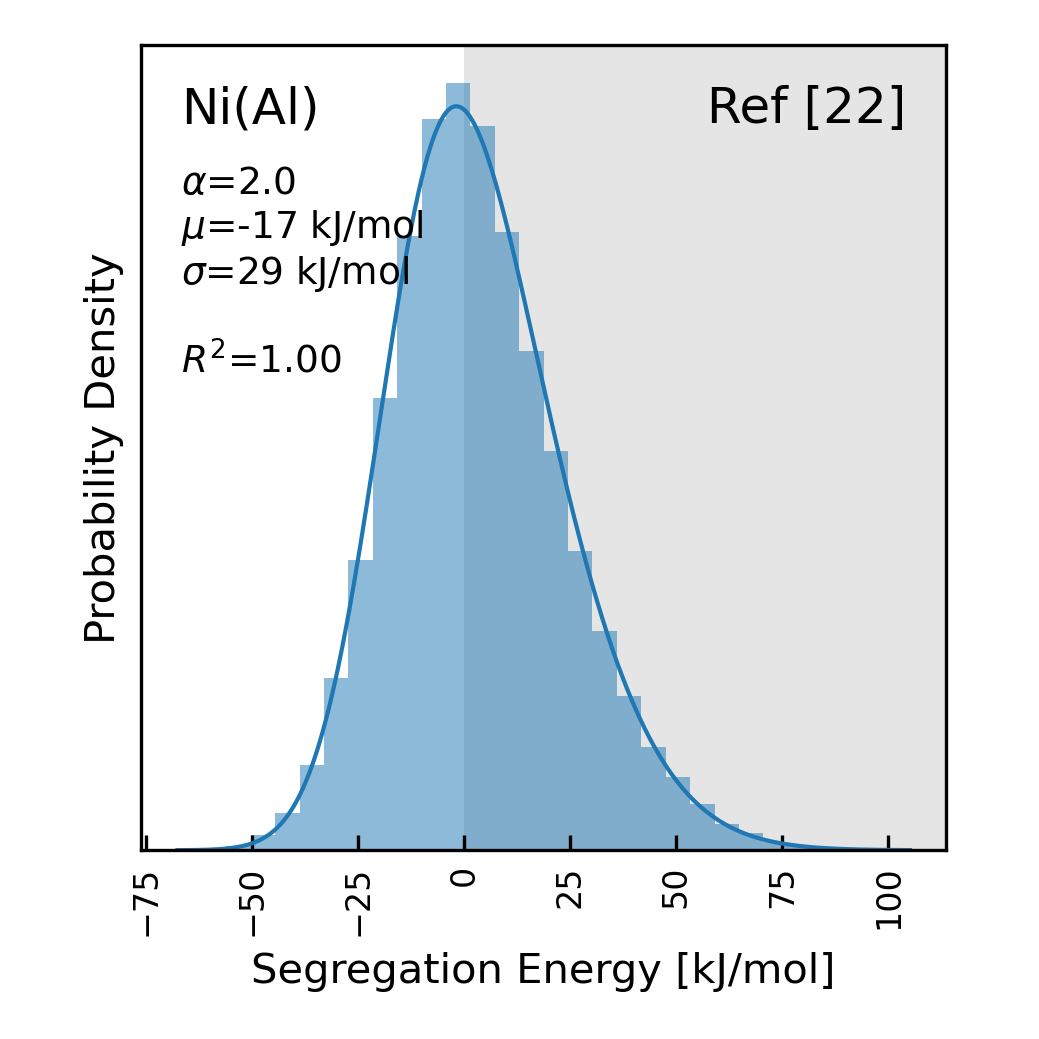 Ni(Al)
Ref [22]
α=2.0
μ=-17 kJ/mol
σ=29 kJ/mol
R²=1.00
Probability Density
−75 −50 −25 0 25 50 75 100
Segregation Energy [kJ/mol]